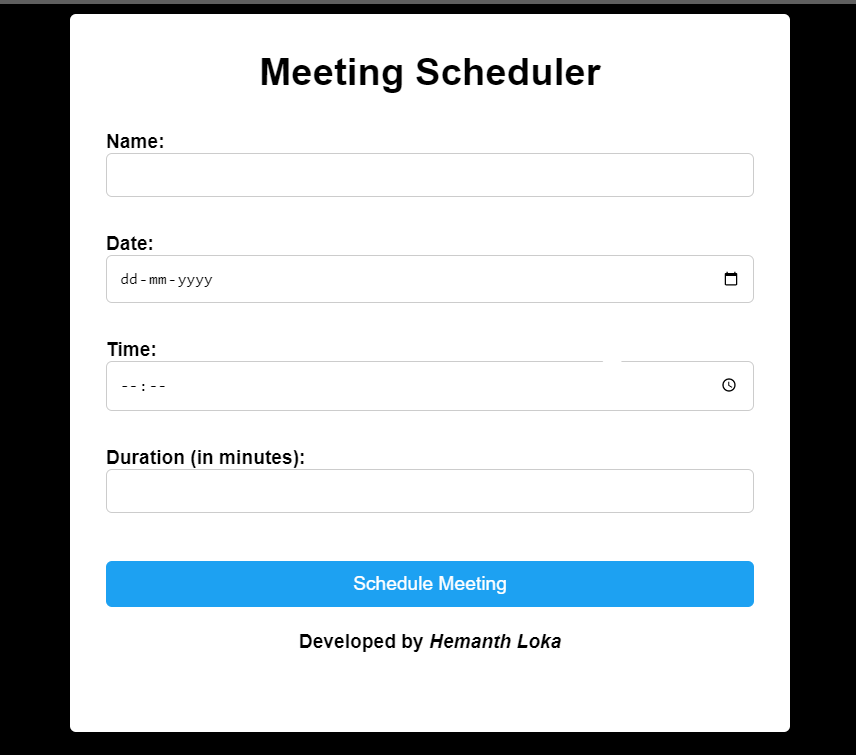 Meeting Scheduler
Name:
Date:
dd-mm-yyyy
Time:
--:--
Duration (in minutes):
Schedule Meeting
Developed by Hemanth Loka